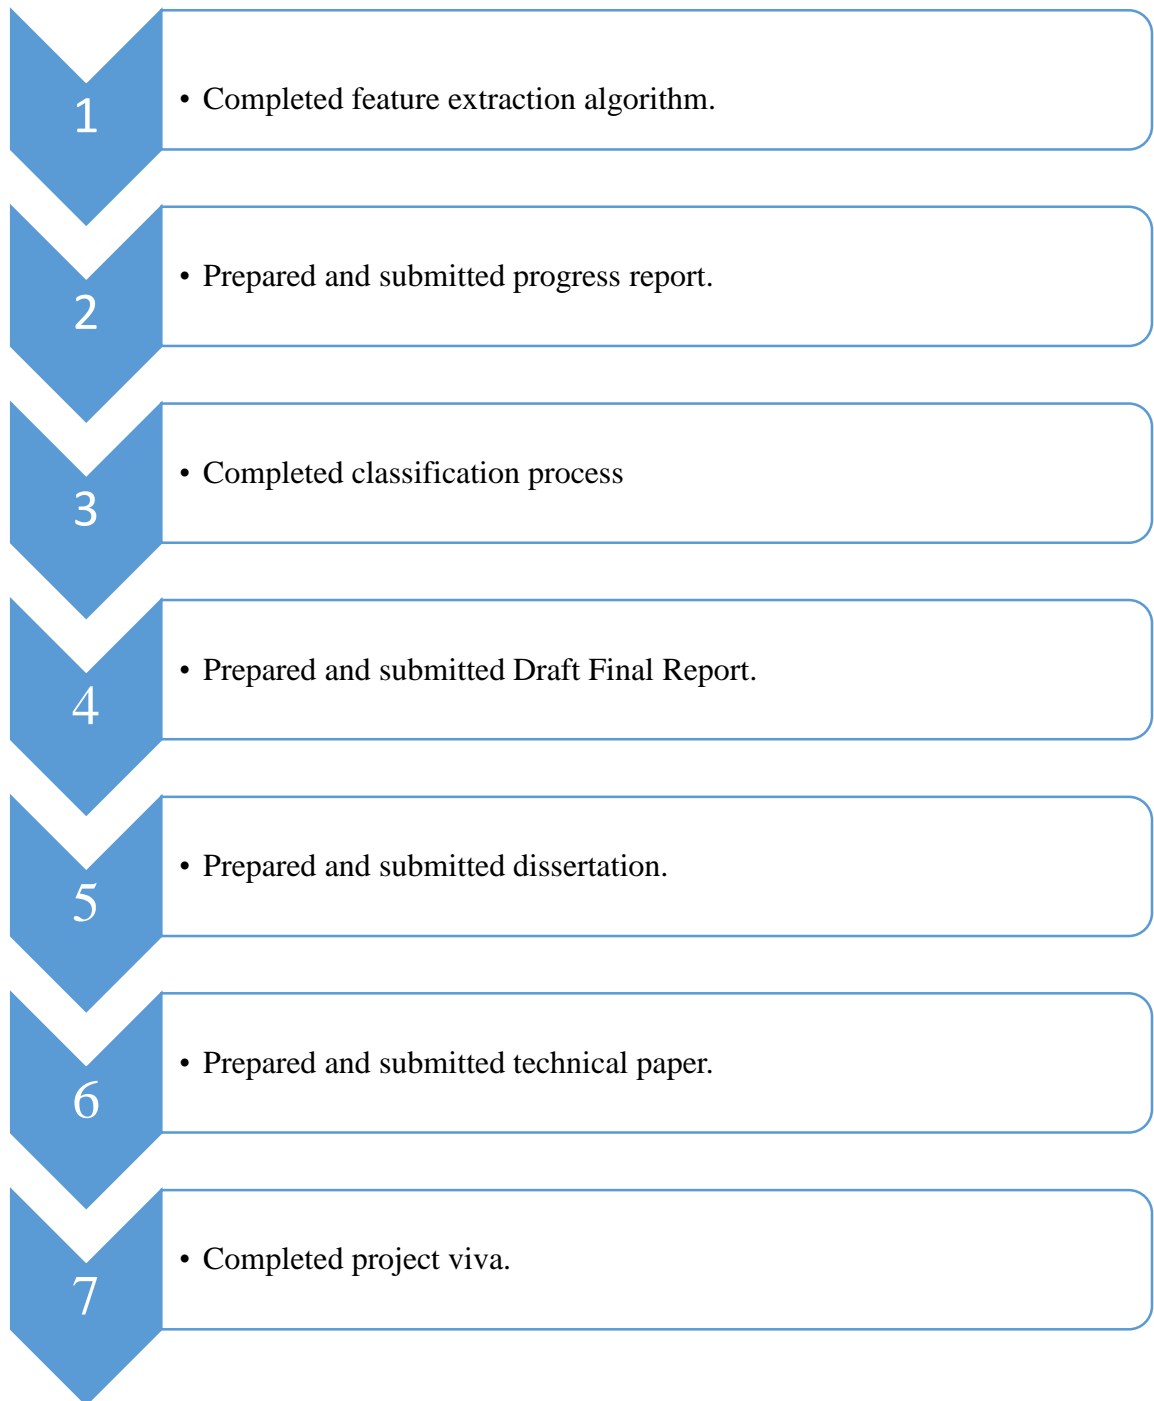 1
• Completed feature extraction algorithm.
2
• Prepared and submitted progress report.
3
• Completed classification process
4
• Prepared and submitted Draft Final Report.
5
• Prepared and submitted dissertation.
6
• Prepared and submitted technical paper.
7
• Completed project viva.